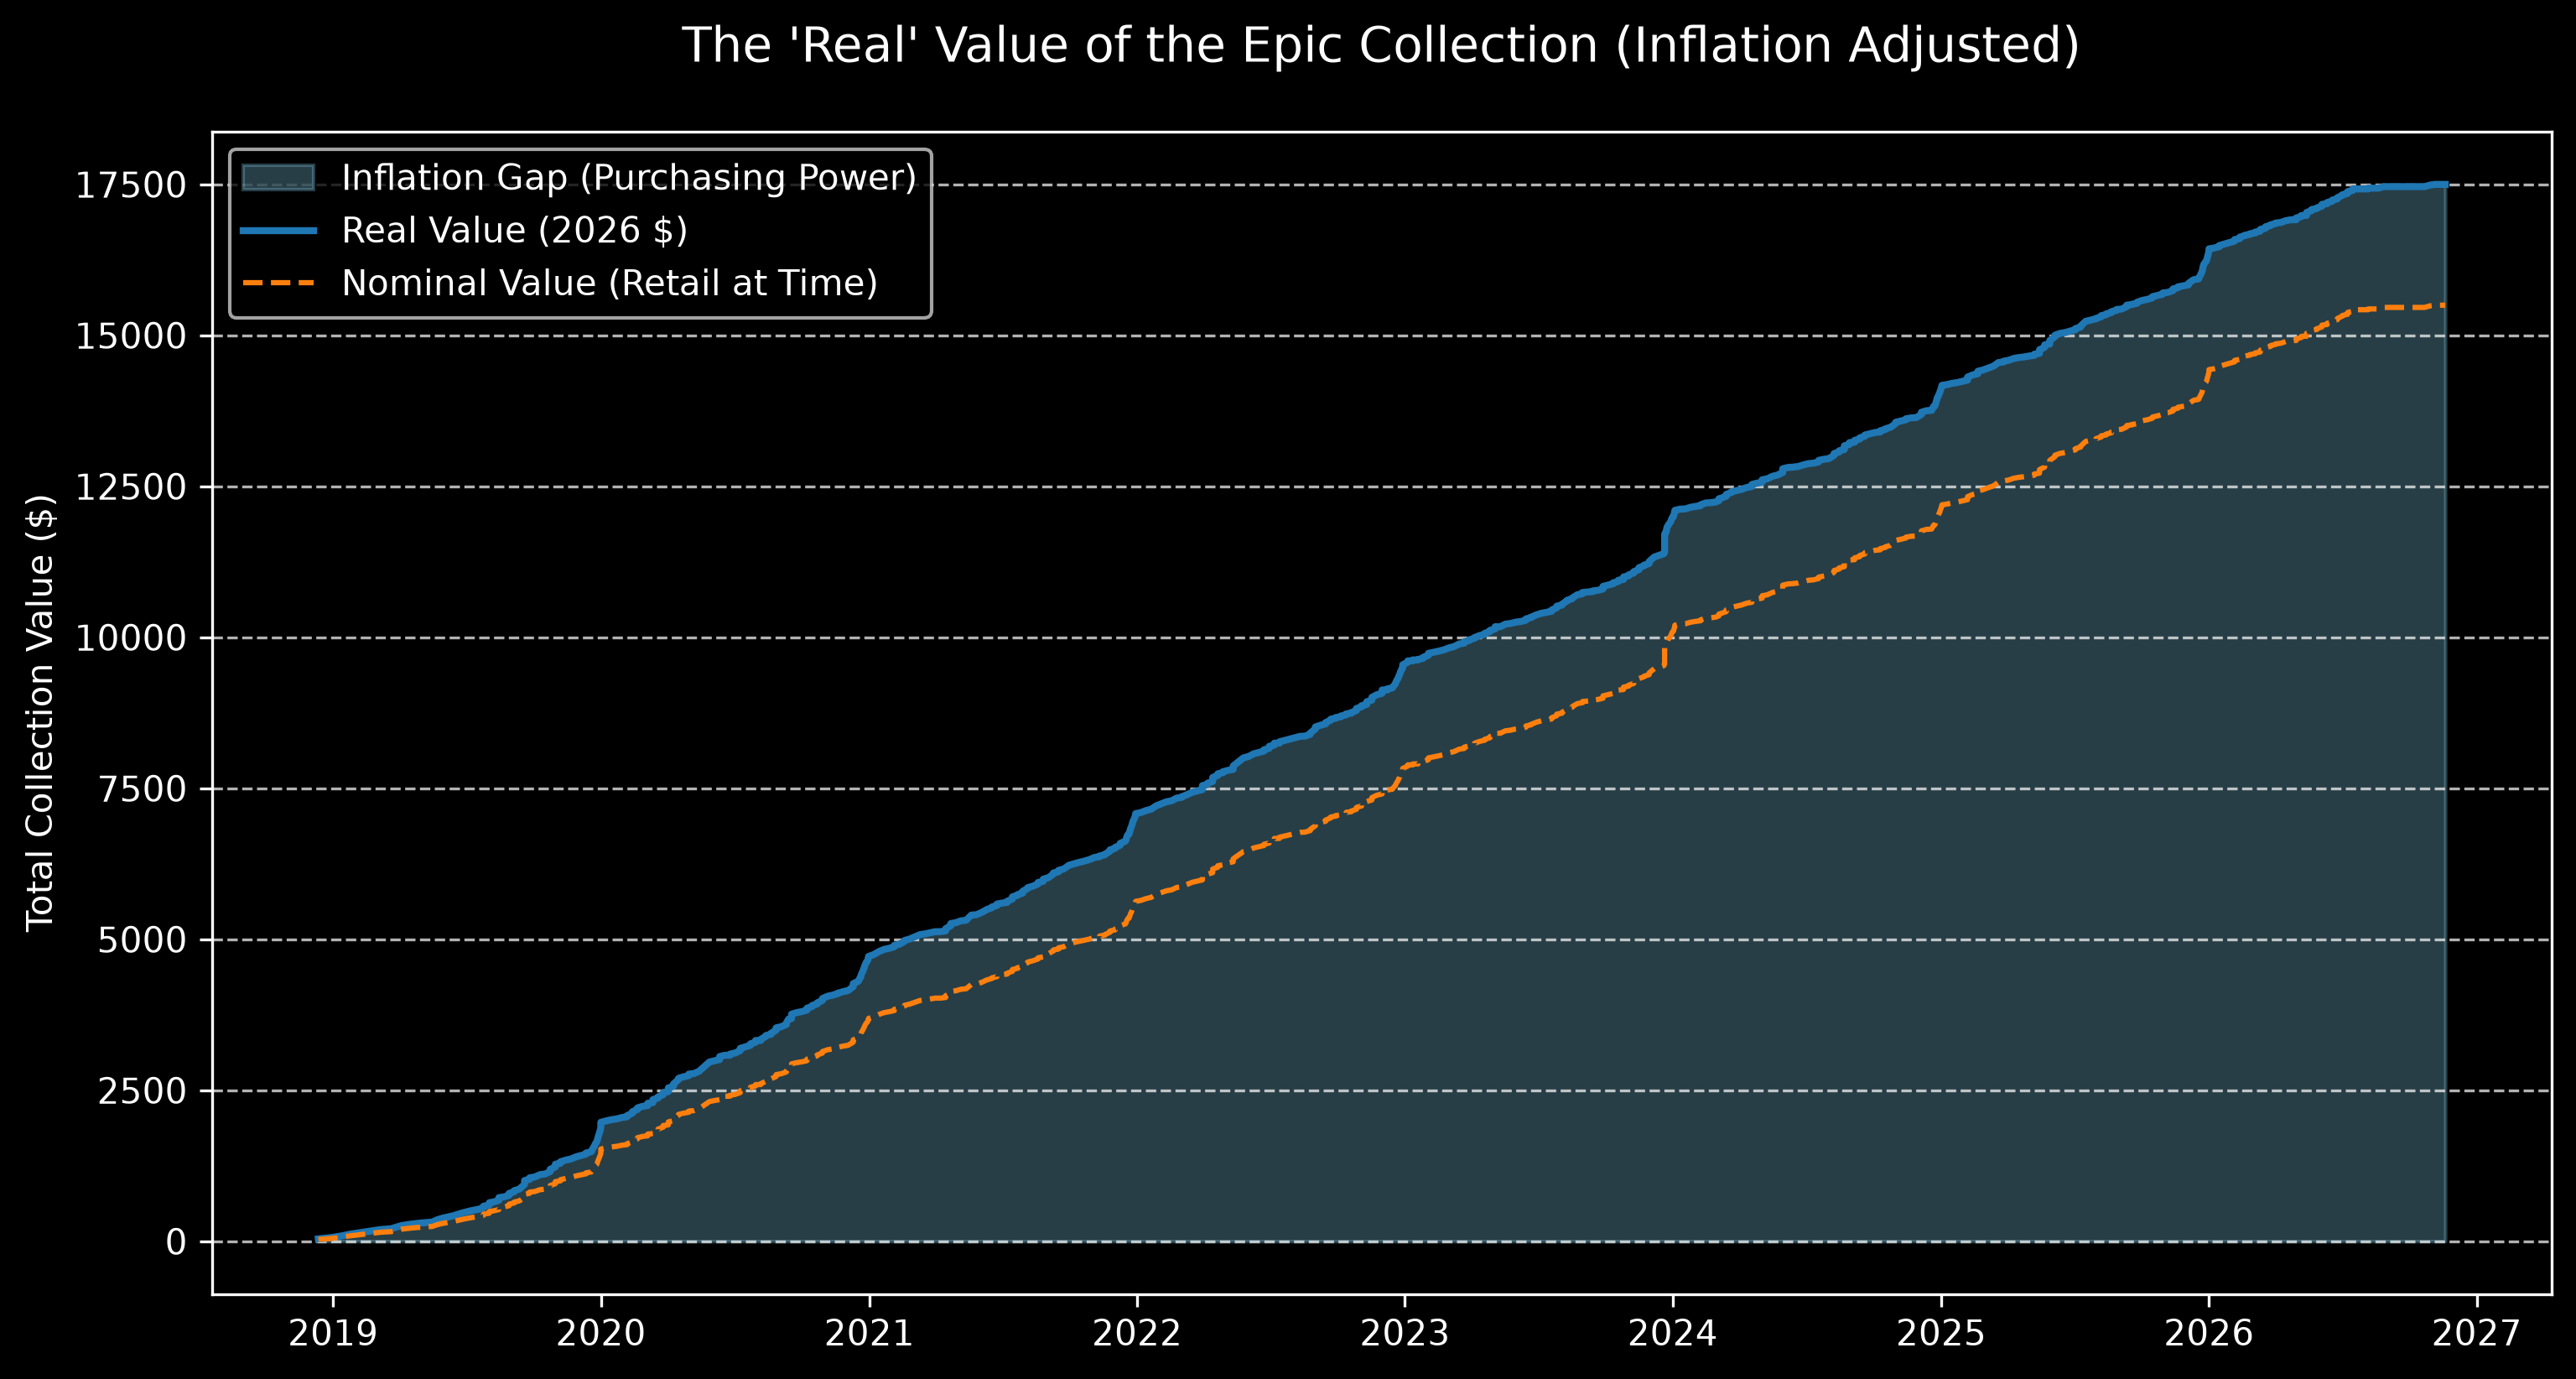 The 'Real' Value of the Epic Collection (Inflation Adjusted)
Inflation Gap (Purchasing Power)
Real Value (2026 $)
Nominal Value (Retail at Time)
Total Collection Value ($)
17500
15000
12500
10000
7500
5000
2500
0
2019 2020 2021 2022 2023 2024 2025 2026 2027